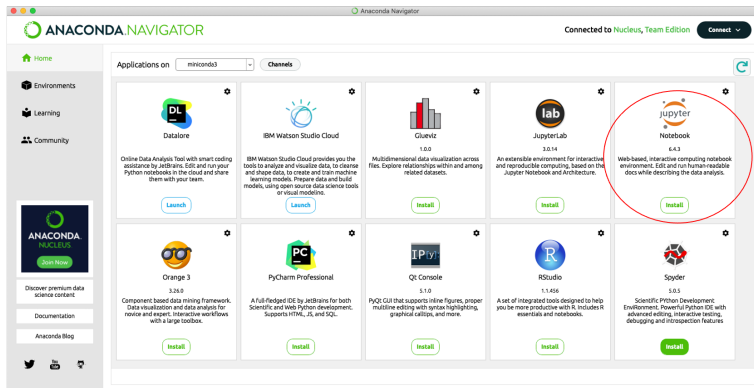 Anaconda Navigator
ANACONDA.NAVIGATOR
Connected to Nucleus, Team Edition
Connect
Home
Environments
Learning
Community
ANACONDA.
NUCLEUS
Join Now
Discover premium data
science content
Documentation
Anaconda Blog
You
Tube
Applications on
miniconda3
Channels
DL
Datalore
Online Data Analysis Tool with smart coding
assistance by JetBrains. Edit and run your
Python notebooks in the cloud and share
them with your team.
Launch
IBM Watson Studio Cloud
IBM Watson Studio Cloud provides you the
tools to analyze and visualize data, to cleanse
and shape data, to create and train machine
learning models. Prepare data and build
models, using open source data science tools
or visual modeling.
Launch
Glueviz
1.0.0
Multidimensional data visualization across
files. Explore relationships within and among
related datasets.
Install
lab
JupyterLab
3.0.14
An extensible environment for interactive
and reproducible computing, based on the
Jupyter Notebook and Architecture.
Install
jupyter
Notebook
6.4.3
Web-based, interactive computing notebook
environment. Edit and run human-readable
docs while describing the data analysis.
Install
Orange 3
3.26.0
Component based data mining framework.
Data visualization and data analysis for
novice and expert. Interactive workflows
with a large toolbox.
Install
PC
PyCharm Professional
A full-fledged IDE by JetBrains for both
Scientific and Web Python development.
Supports HTML, JS, and SQL.
Install
IP[y]:
Qt Console
5.1.0
PyQt GUI that supports inline figures, proper
multiline editing with syntax highlighting,
graphical calltips, and more.
Install
R
RStudio
1.1.456
A set of integrated tools designed to help
you be more productive with R. Includes R
essentials and notebooks.
Install
Spyder
5.0.5
Scientific PYthon Development
EnviRonment. Powerful Python IDE with
advanced editing, interactive testing,
debugging and introspection features
Install